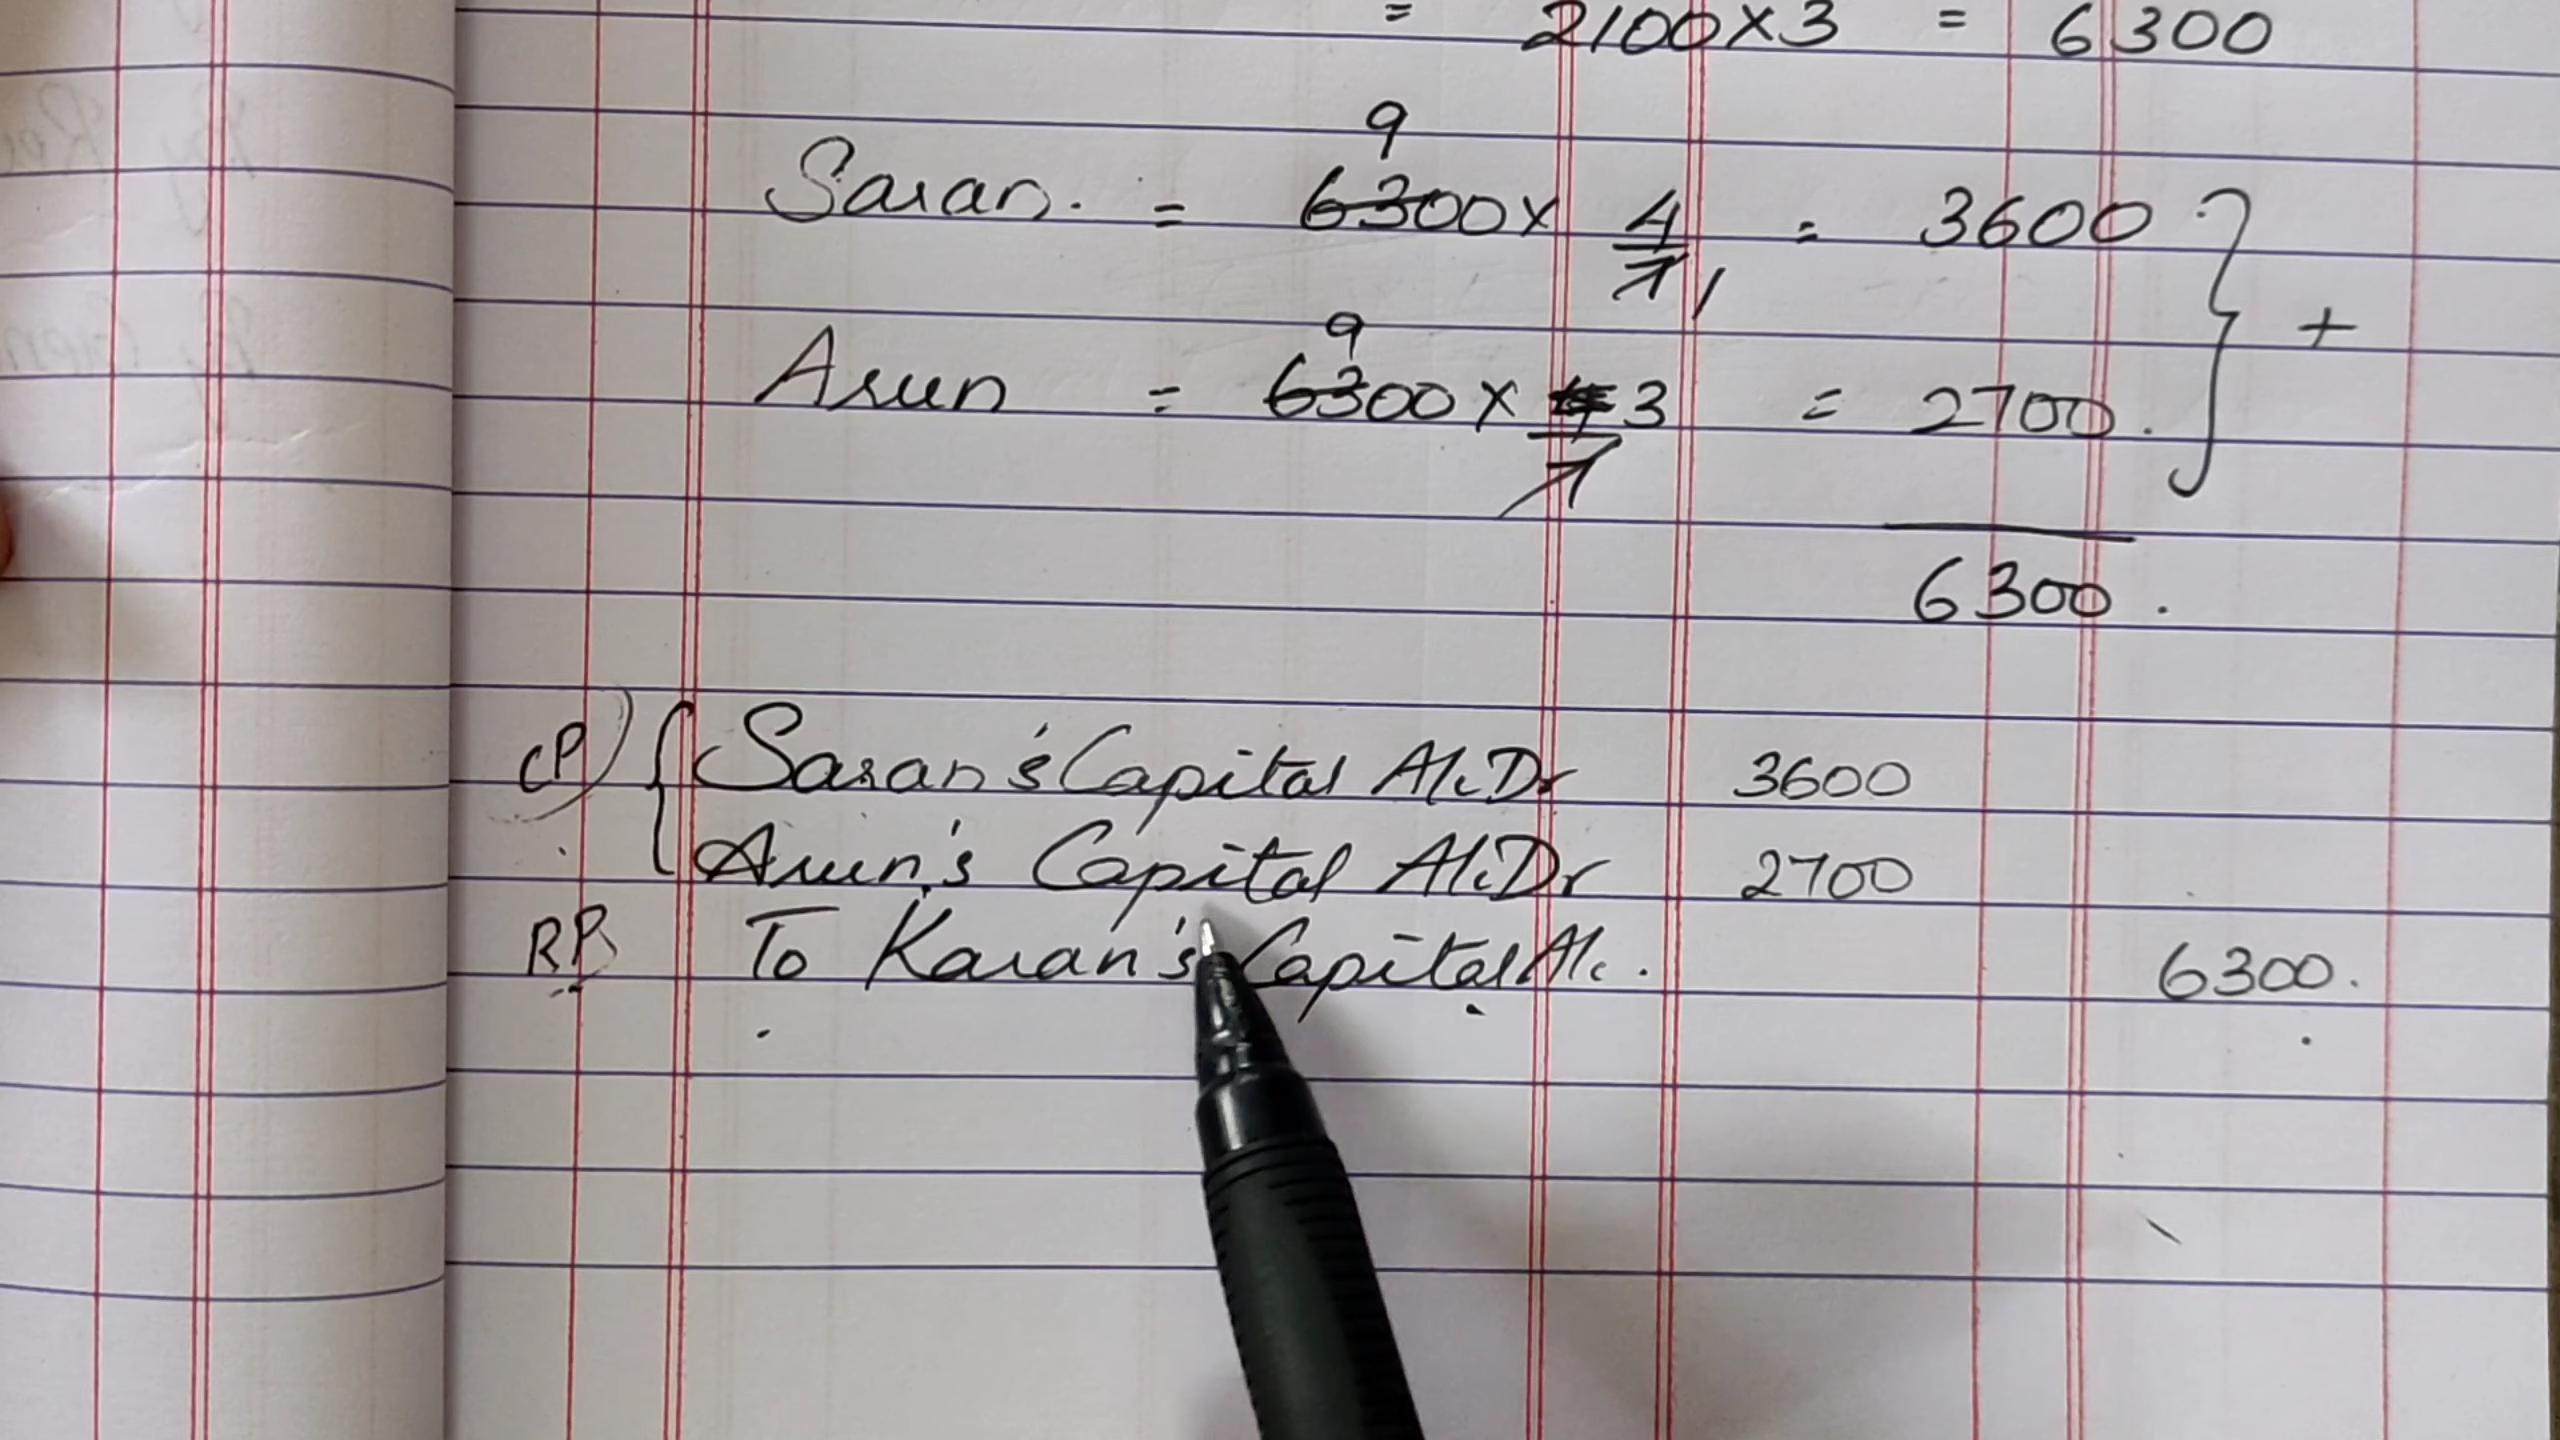 = 2100 x 3 = 6300
9
Saran. = 6300 x 4/7 1 = 3600 } +
9
Arun = 6300 x 3/7 = 2700.
6300.
CP) { Saran's Capital A/c Dr 3600
Arun's Capital A/c Dr 2700
RP To Karan's Capital A/c. 6300.